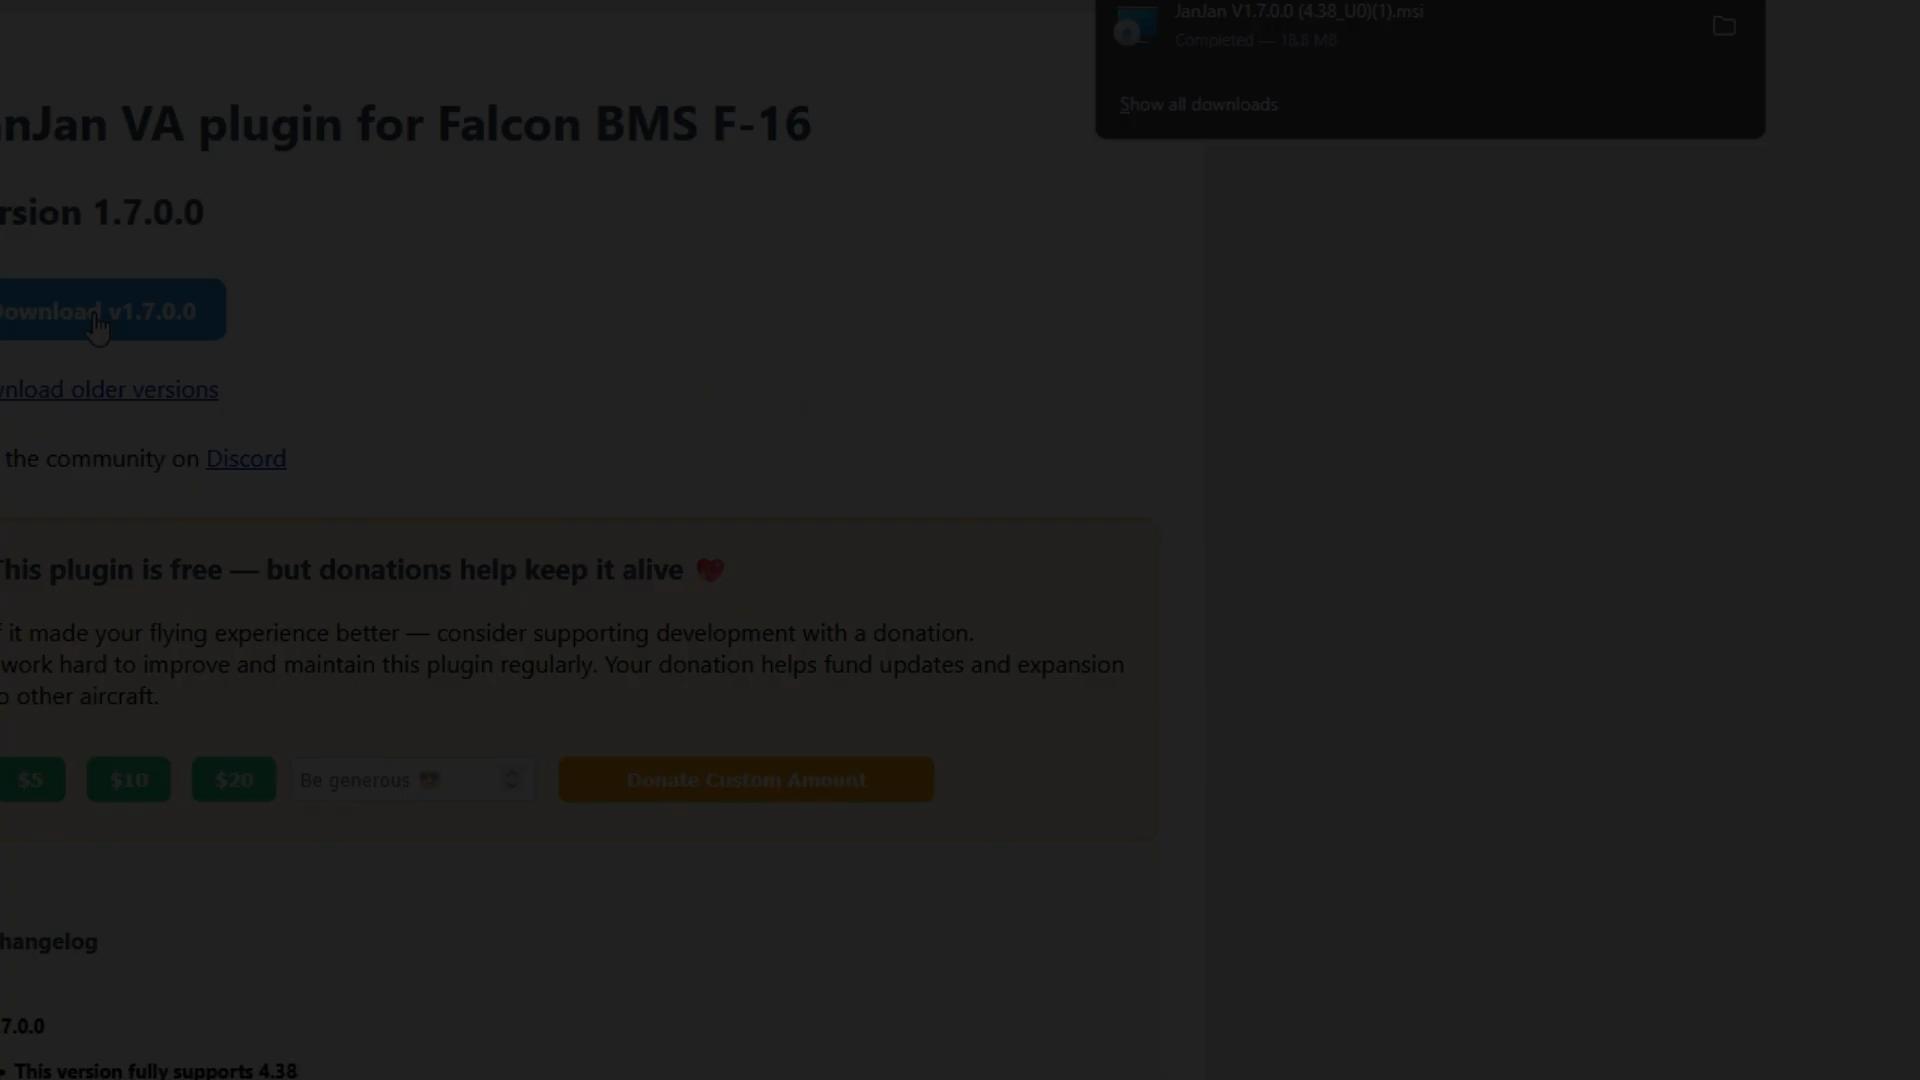 JanJan V1.7.0.0 (4.38_U0)(1).msi
Completed — 18.8 MB
Show all downloads
anJan VA plugin for Falcon BMS F-16
rsion 1.7.0.0
Download v1.7.0.0
wnload older versions
the community on Discord
This plugin is free — but donations help keep it alive
f it made your flying experience better — consider supporting development with a donation.
work hard to improve and maintain this plugin regularly. Your donation helps fund updates and expansion
o other aircraft.
$5 $10 $20 Be generous Donate Custom Amount
hangelog
.7.0.0
• This version fully supports 4.38